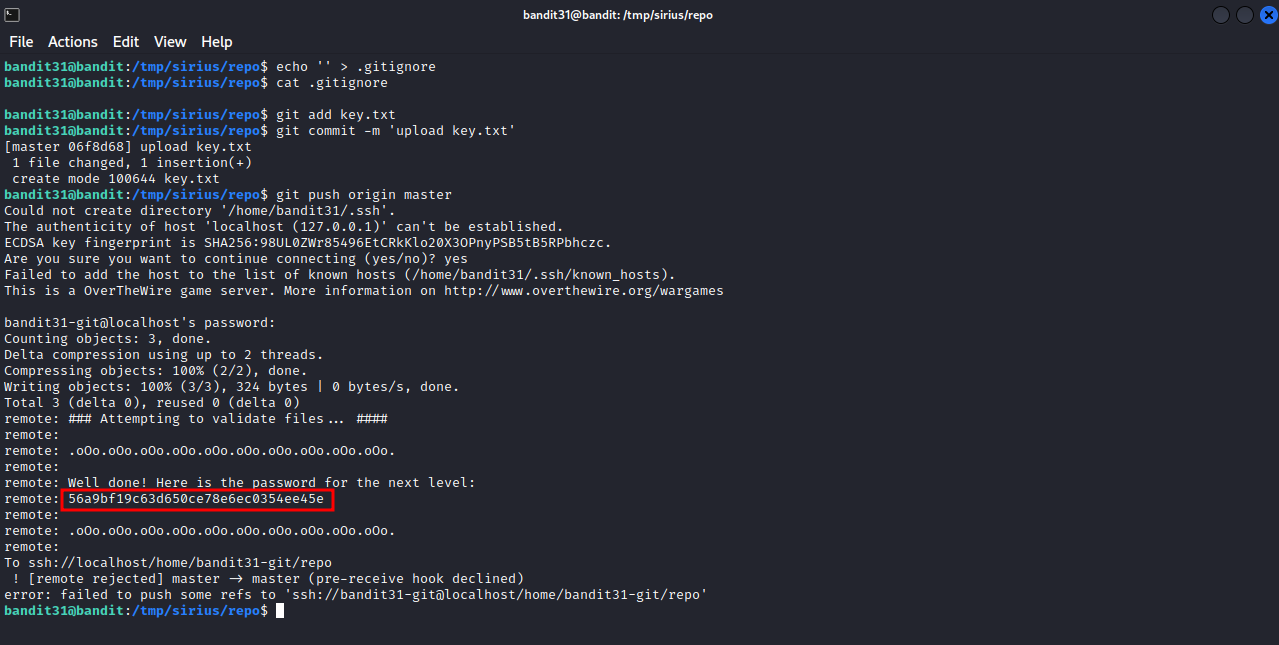 bandit31@bandit: /tmp/sirius/repo
File Actions Edit View Help
bandit31@bandit:/tmp/sirius/repo$ echo '' > .gitignore
bandit31@bandit:/tmp/sirius/repo$ cat .gitignore
bandit31@bandit:/tmp/sirius/repo$ git add key.txt
bandit31@bandit:/tmp/sirius/repo$ git commit -m 'upload key.txt'
[master 06f8d68] upload key.txt
1 file changed, 1 insertion(+)
create mode 100644 key.txt
bandit31@bandit:/tmp/sirius/repo$ git push origin master
Could not create directory '/home/bandit31/.ssh'.
The authenticity of host 'localhost (127.0.0.1)' can't be established.
ECDSA key fingerprint is SHA256:98UL0ZWr85496EtCRkKlo20X3OPnyPSB5tB5RPbhczc.
Are you sure you want to continue connecting (yes/no)? yes
Failed to add the host to the list of known hosts (/home/bandit31/.ssh/known_hosts).
This is a OverTheWire game server. More information on http://www.overthewire.org/wargames
bandit31-git@localhost's password:
Counting objects: 3, done.
Delta compression using up to 2 threads.
Compressing objects: 100% (2/2), done.
Writing objects: 100% (3/3), 324 bytes | 0 bytes/s, done.
Total 3 (delta 0), reused 0 (delta 0)
remote: ### Attempting to validate files... ####
remote:
remote: .oOo.oOo.oOo.oOo.oOo.oOo.oOo.oOo.oOo.oOo.
remote:
remote: Well done! Here is the password for the next level:
remote: 56a9bf19c63d650ce78e6ec0354ee45e
remote:
remote: .oOo.oOo.oOo.oOo.oOo.oOo.oOo.oOo.oOo.oOo.
remote:
To ssh://localhost/home/bandit31-git/repo
! [remote rejected] master -> master (pre-receive hook declined)
error: failed to push some refs to 'ssh://bandit31-git@localhost/home/bandit31-git/repo'
bandit31@bandit:/tmp/sirius/repo$